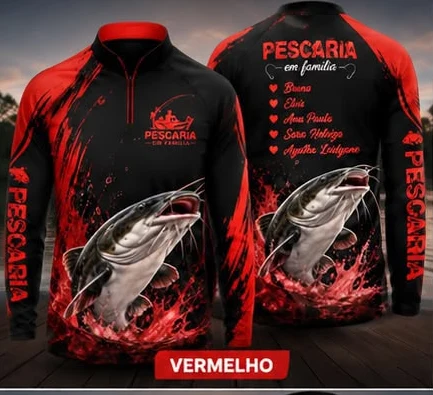 PESCARIA
em família
Bruna
Elvis
Ana Paula
Sara Heloisa
PESCARIA
EM FAMÍLIA
PESCARIA
PESCARIA
VERMELHO